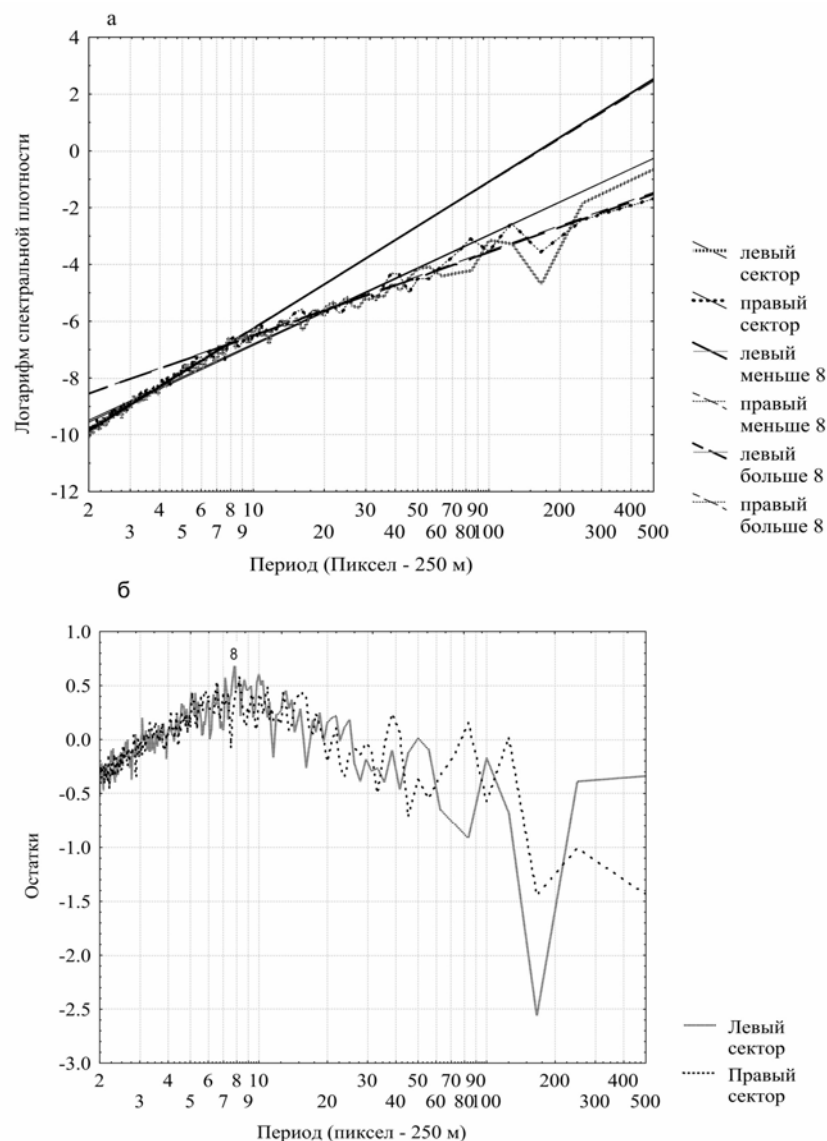 а
4
2
0
-2
-4
-6
-8
-10
-12
Логарифм спектральной плотности
2 4 6 8 10 20 30 50 70 90 200 400
3 5 7 9 40 60 80 100 300 500
Период (Пиксел - 250 м)
левый
сектор
правый
сектор
левый
меньше 8
правый
меньше 8
левый
больше 8
правый
больше 8
б
1.0
0.5
0.0
-0.5
-1.0
-1.5
-2.0
-2.5
-3.0
Остатки
8
2 4 6 8 10 30 50 70 90 200 400
3 5 7 9 20 40 60 80 100 300 500
Период (пиксел - 250 м)
Левый
сектор
Правый
сектор